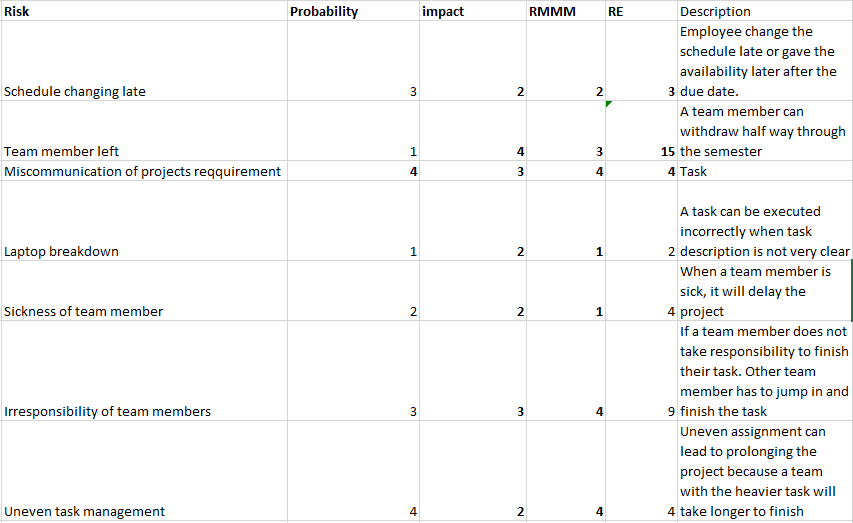 Risk Probability impact RMMM RE Description
Employee change the
schedule late or gave the
availability later after the
Schedule changing late 3 2 2 3 due date.
A team member can
withdraw half way through
Team member left 1 4 3 15 the semester
Miscommunication of projects reqquirement 4 3 4 4 Task
A task can be executed
incorrectly when task
Laptop breakdown 1 2 1 2 description is not very clear
When a team member is
sick, it will delay the
Sickness of team member 2 2 1 4 project
If a team member does not
take responsibility to finish
their task. Other team
member has to jump in and
Irresponsibility of team members 3 3 4 9 finish the task
Uneven assignment can
lead to prolonging the
project because a team
with the heavier task will
Uneven task management 4 2 4 4 take longer to finish